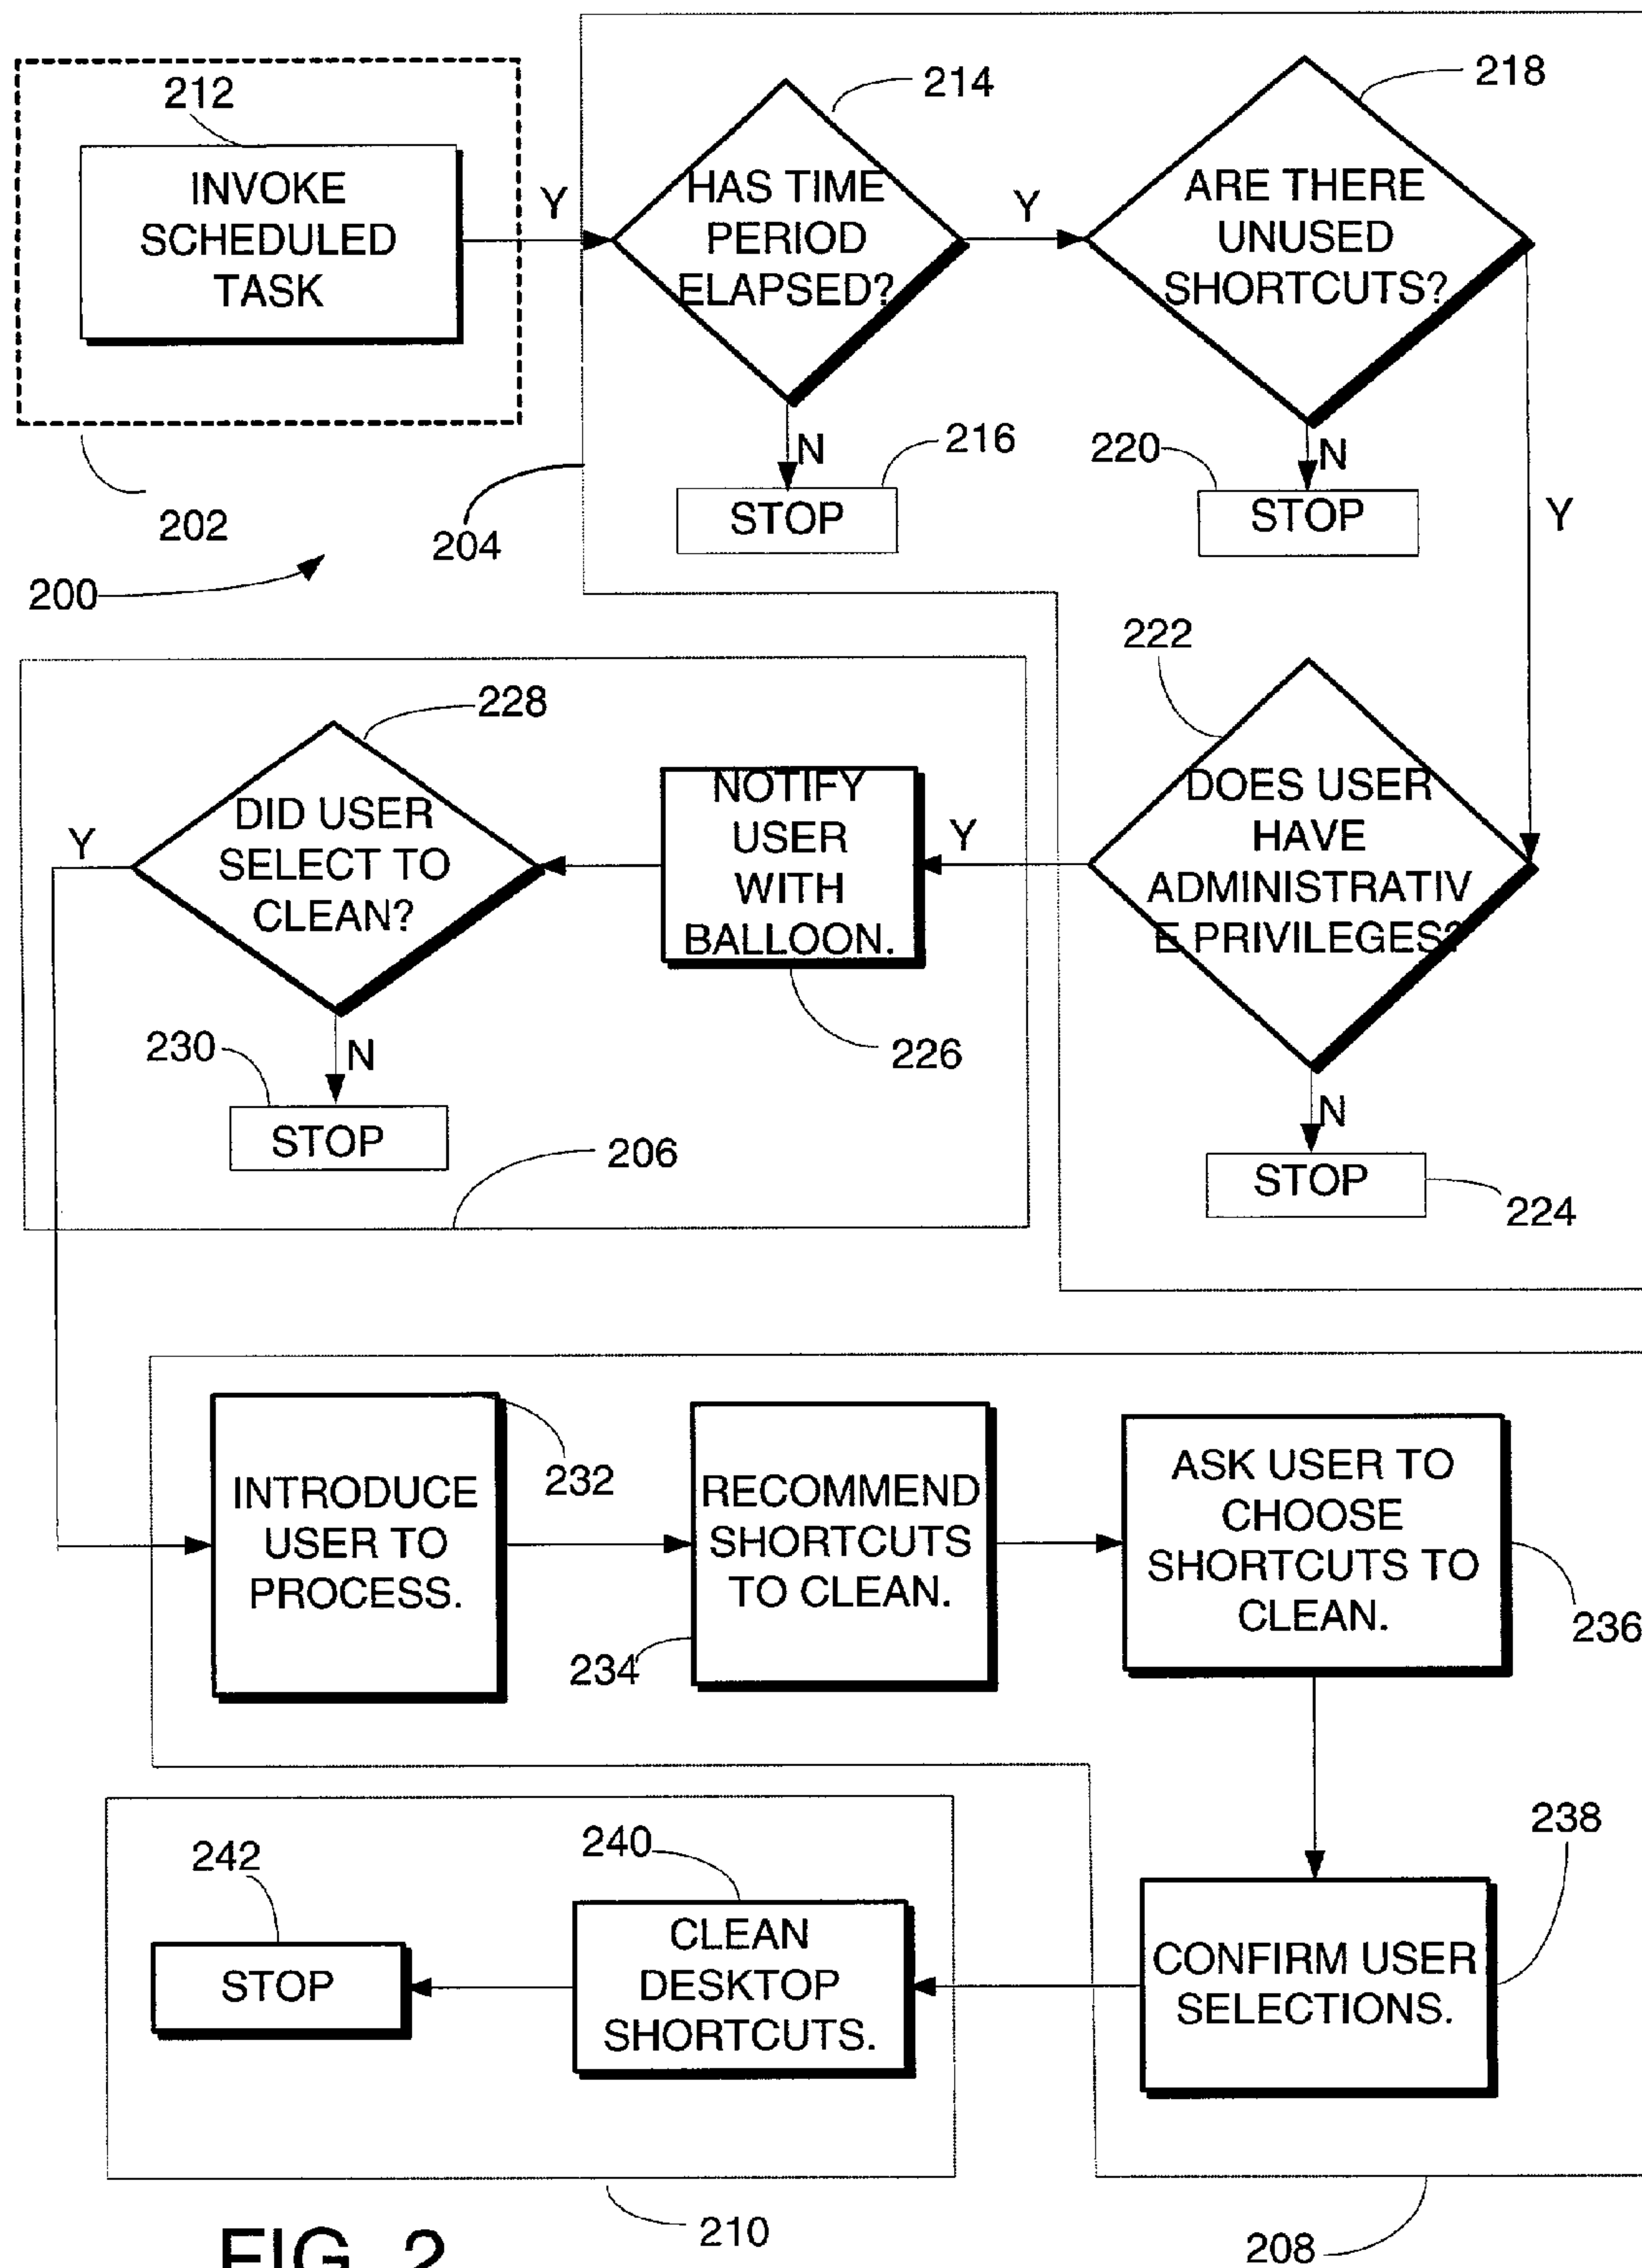 212
INVOKE
SCHEDULED
TASK
202
200
Y
204
214
HAS TIME
PERIOD
ELAPSED?
N
216
STOP
Y
218
ARE THERE
UNUSED
SHORTCUTS?
N
220
STOP
Y
222
DOES USER
HAVE
ADMINISTRATIV
E PRIVILEGES?
N
STOP
224
Y
NOTIFY
USER
WITH
BALLOON.
226
228
DID USER
SELECT TO
CLEAN?
Y
N
230
STOP
206
INTRODUCE
USER TO
PROCESS.
232
RECOMMEND
SHORTCUTS
TO CLEAN.
234
ASK USER TO
CHOOSE
SHORTCUTS TO
CLEAN.
236
238
CONFIRM USER
SELECTIONS.
240
CLEAN
DESKTOP
SHORTCUTS.
242
STOP
210
208
FIG. 2